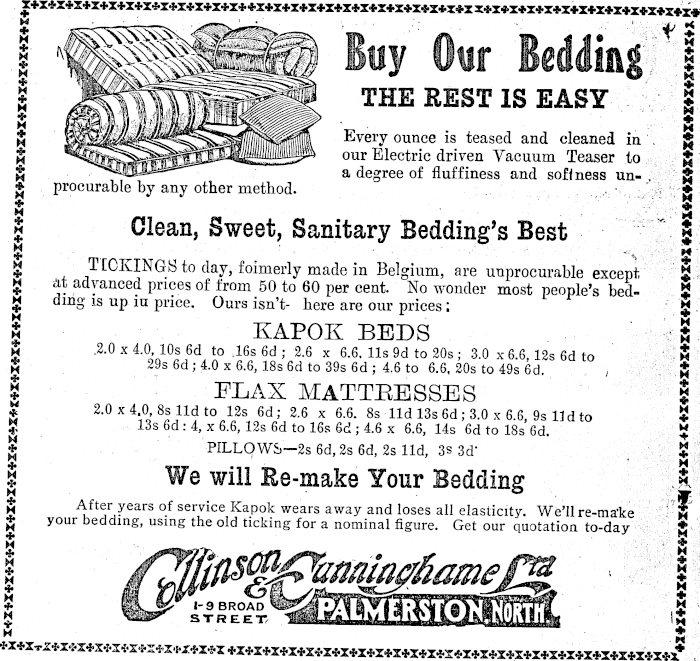 Buy Our Bedding
THE REST IS EASY
Every ounce is teased and cleaned in
our Electric driven Vacuum Teaser to
a degree of fluffiness and softness un-
procurable by any other method.
Clean, Sweet, Sanitary Bedding's Best
TICKINGS to day, foimerly made in Belgium, are unprocurable except
at advanced prices of from 50 to 60 per cent. No wonder most people's bed-
ding is up in price. Ours isn't- here are our prices:
KAPOK BEDS
2.0 x 4.0, 10s 6d to 16s 6d; 2.6 x 6.6, 11s 9d to 20s; 3.0 x 6.6, 12s 6d to
29s 6d; 4.0 x 6.6, 18s 6d to 39s 6d; 4.6 to 6.6, 20s to 49s 6d.
FLAX MATTRESSES
2.0 x 4.0, 8s 11d to 12s 6d; 2.6 x 6.6. 8s 11d 13s 6d; 3.0 x 6.6, 9s 11d to
13s 6d: 4, x 6.6, 12s 6d to 16s 6d; 4.6 x 6.6, 14s 6d to 18s 6d.
PILLOWS—2s 6d, 2s 6d, 2s 11d, 3s 3d
We will Re-make Your Bedding
After years of service Kapok wears away and loses all elasticity. We'll re-make
your bedding, using the old ticking for a nominal figure. Get our quotation to-day
Collinson & Cunninghame Ltd
1-9 BROAD
STREET
PALMERSTON. NORTH.